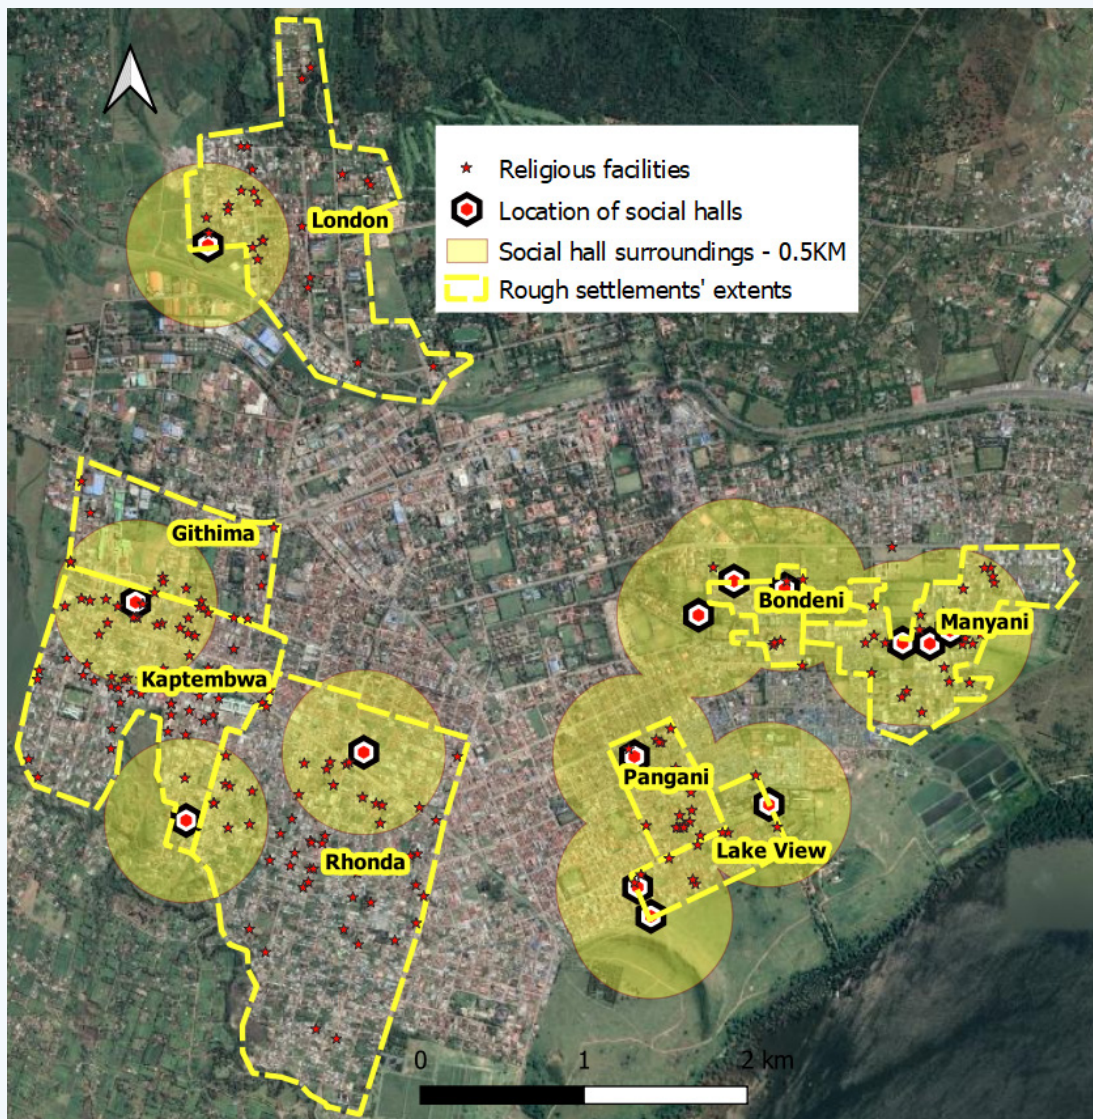 Religious facilities
Location of social halls
Social hall surroundings - 0.5KM
Rough settlements' extents
London
Githima
Kaptembwa
Rhonda
Bondeni
Manyani
Pangani
Lake View
0 1 2 km